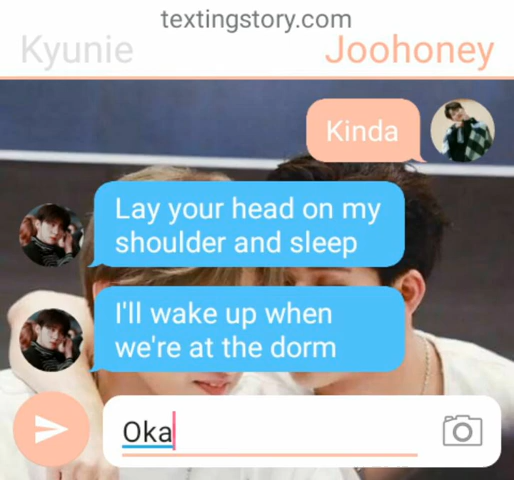 textingstory.com
Kyunie Joohoney
Kinda
Lay your head on my
shoulder and sleep
I'll wake up when
we're at the dorm
Oka